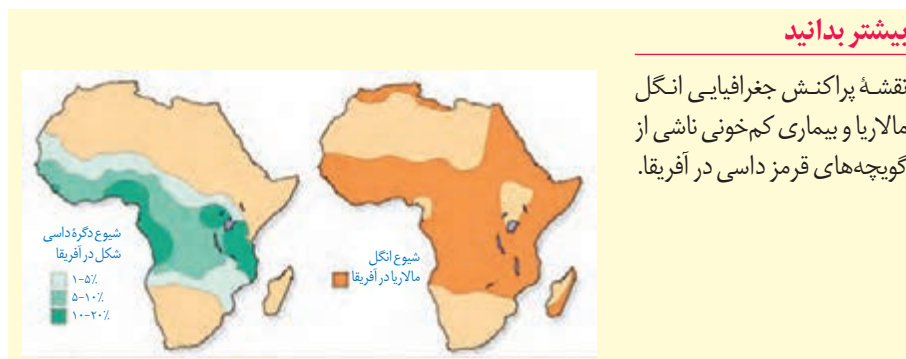 بیشتر بدانید
نقشهٔ پراکنش جغرافیایی انگل
مالاریا و بیماری کم‌خونی ناشی از
گویچه‌های قرمز داسی در آفریقا.
شیوع انگل
مالاریا در آفریقا
شیوع دگرهٔ داسی
شکل در آفریقا
۱-۵٪
۵-۱۰٪
۱۰-۲۰٪